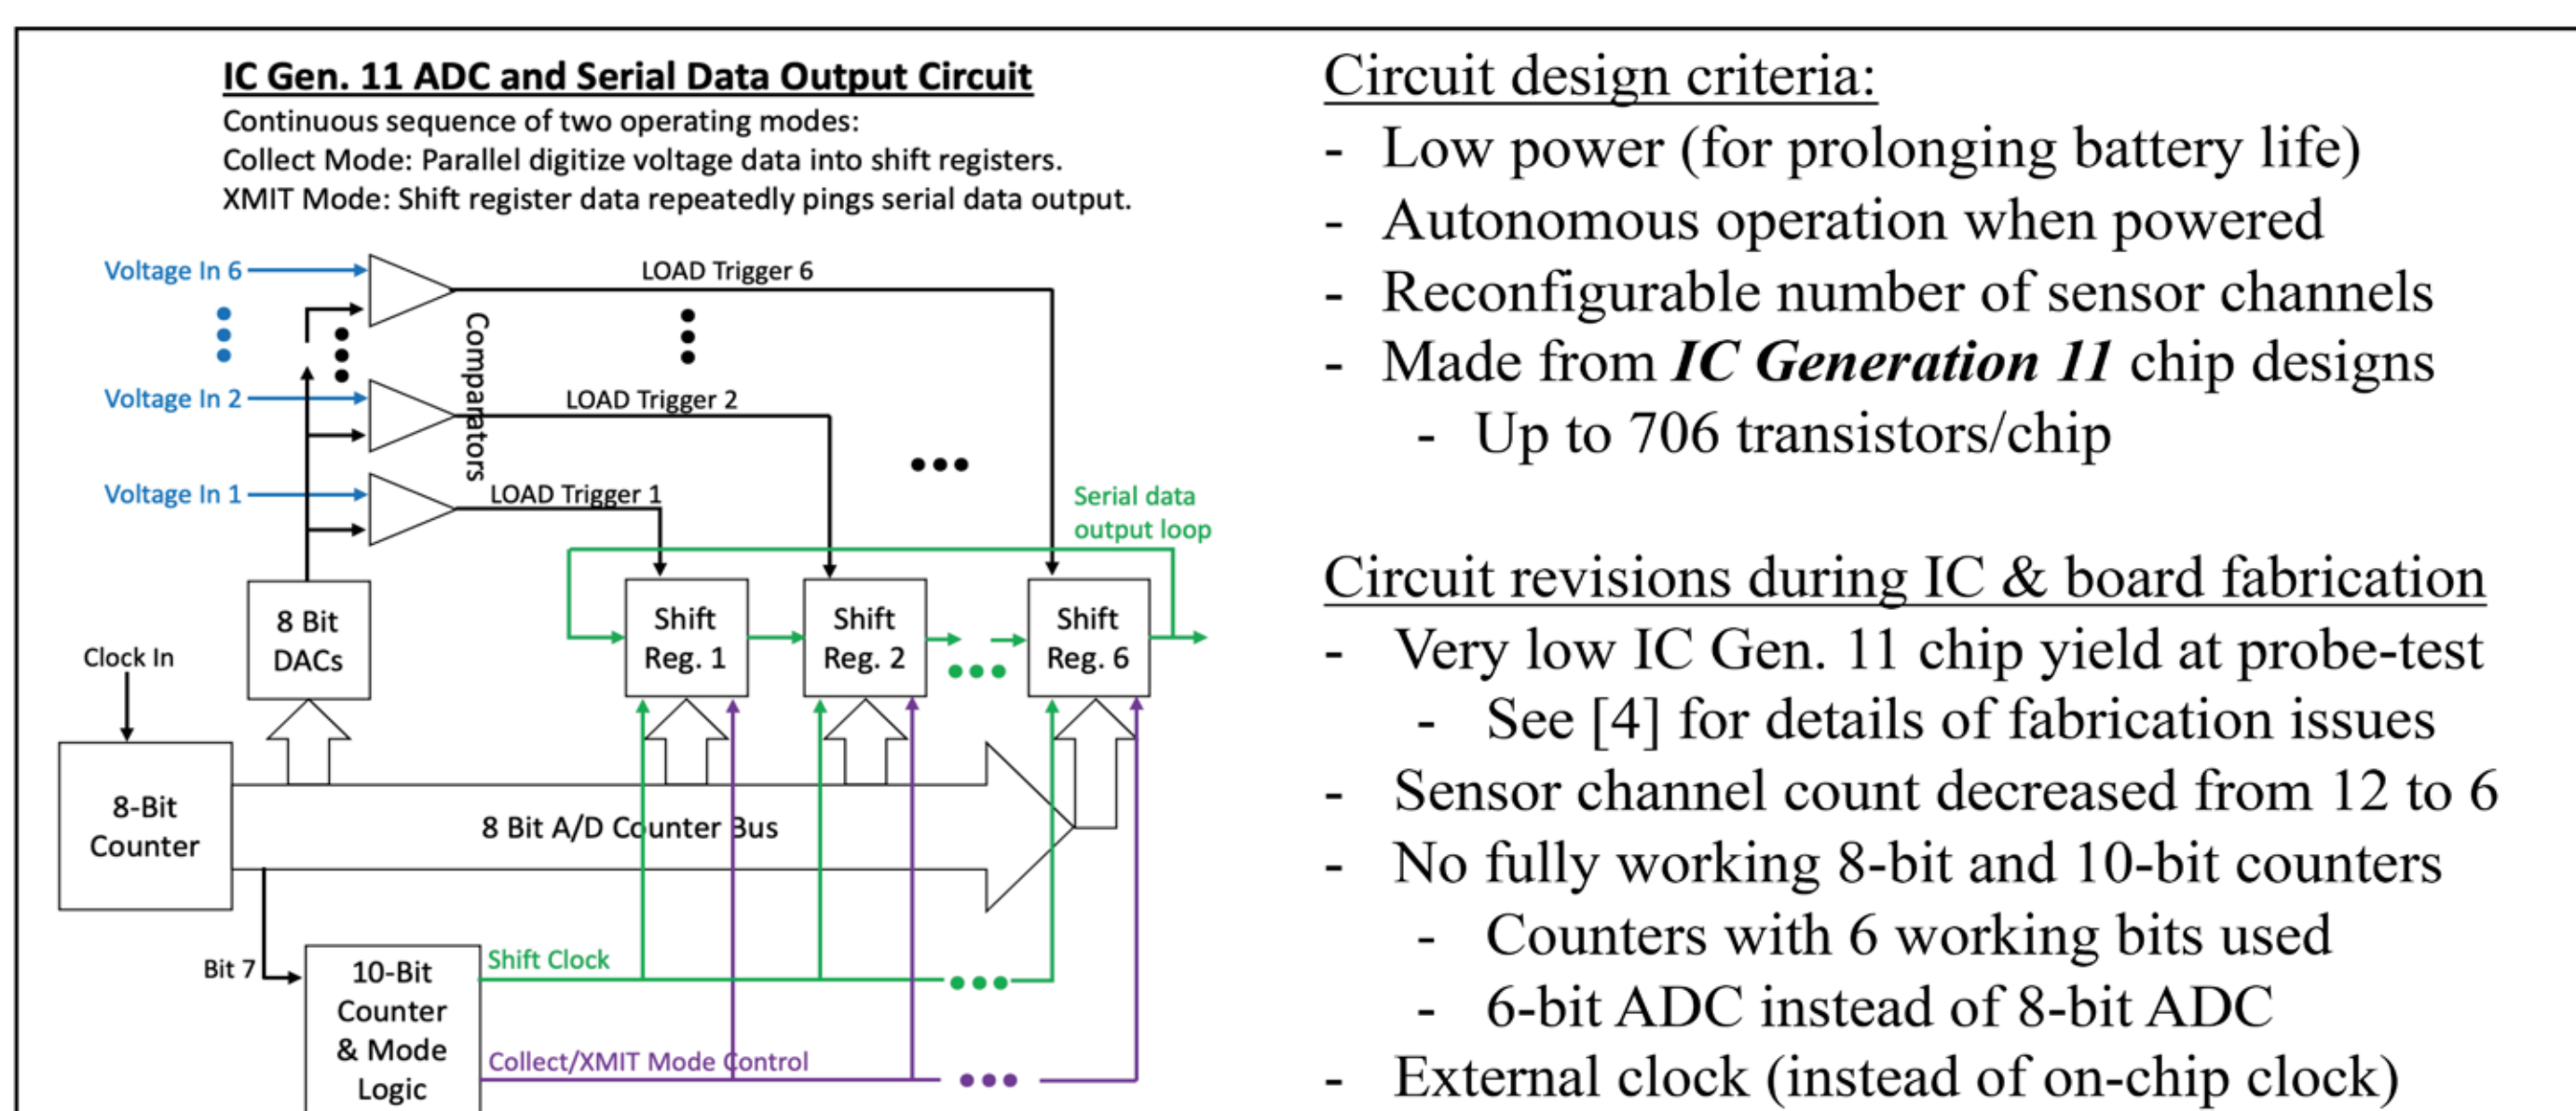 IC Gen. 11 ADC and Serial Data Output Circuit
Continuous sequence of two operating modes:
Collect Mode: Parallel digitize voltage data into shift registers.
XMIT Mode: Shift register data repeatedly pings serial data output.
Voltage In 6
LOAD Trigger 6
Comparators
Voltage In 2
LOAD Trigger 2
Voltage In 1
LOAD Trigger 1
Serial data
output loop
8 Bit
DACs
Shift
Reg. 1
Shift
Reg. 2
Shift
Reg. 6
Clock In
8-Bit
Counter
8 Bit A/D Counter Bus
Bit 7
10-Bit
Counter
& Mode
Logic
Shift Clock
Collect/XMIT Mode Control
Circuit design criteria:
- Low power (for prolonging battery life)
- Autonomous operation when powered
- Reconfigurable number of sensor channels
- Made from IC Generation 11 chip designs
- Up to 706 transistors/chip
Circuit revisions during IC & board fabrication
- Very low IC Gen. 11 chip yield at probe-test
- See [4] for details of fabrication issues
- Sensor channel count decreased from 12 to 6
- No fully working 8-bit and 10-bit counters
- Counters with 6 working bits used
- 6-bit ADC instead of 8-bit ADC
- External clock (instead of on-chip clock)